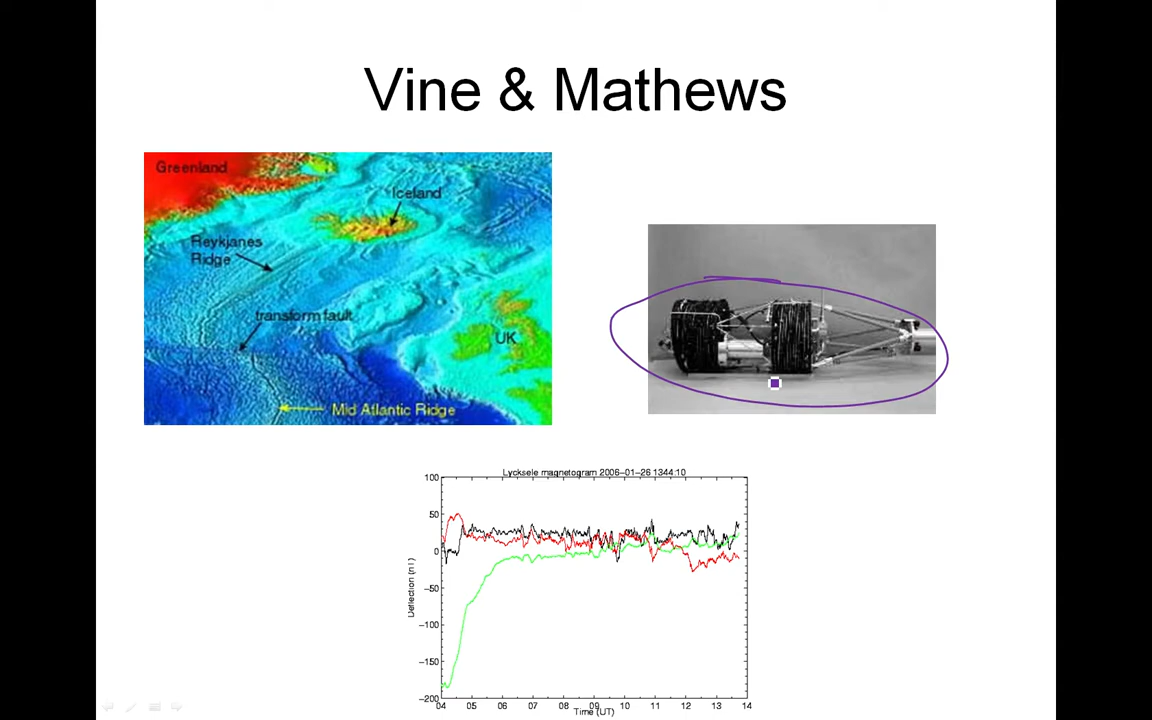 Vine & Mathews
Greenland
Iceland
Reykjanes
Ridge
transform fault
UK
Mid Atlantic Ridge
Lycksele magnetogram 2006-01-26 1344:10
100
50
0
-50
-100
-150
-200
Deflection (nT)
04 05 06 07 08 09 10 11 12 13 14
Time (UT)